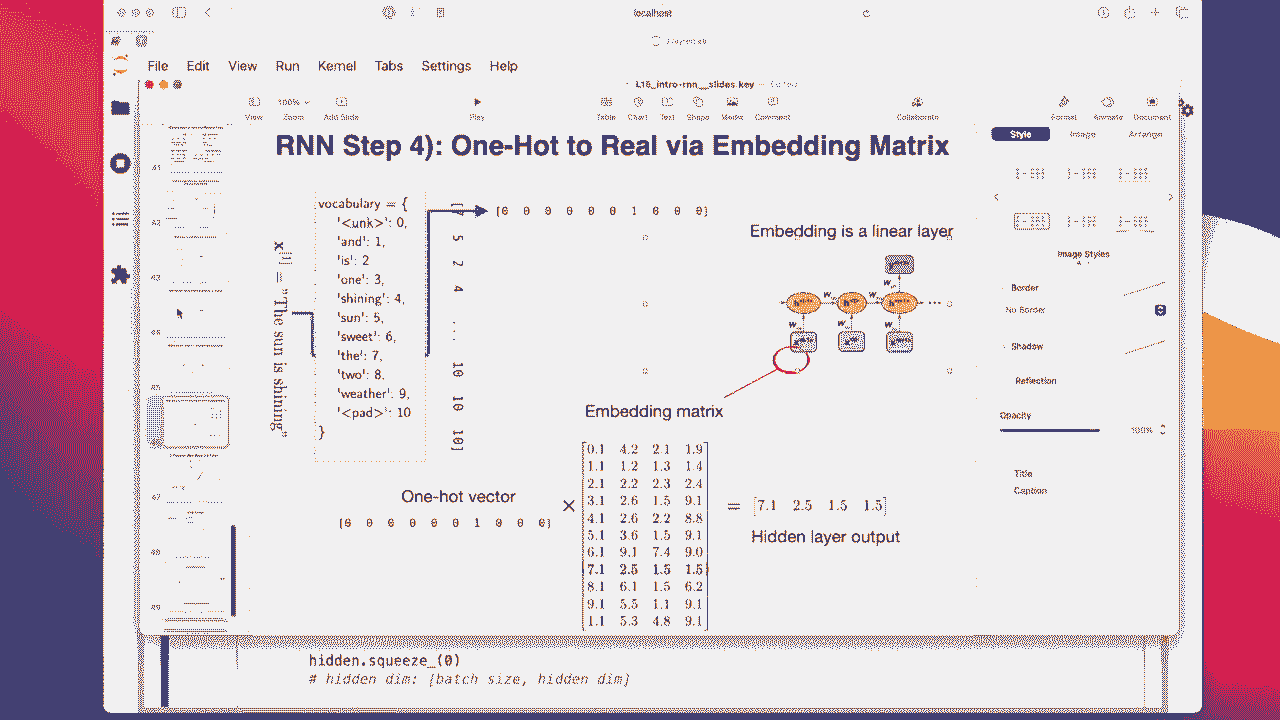 localhost
File Edit View Run Kernel Tabs Settings Help
L16_intro-rnn__slides.key
100%
View Zoom Add Slide Play Table Chart Text Shape Media Comment Collaborate Format Animate Document
RNN Step 4): One-Hot to Real via Embedding Matrix
Style Image Arrange
vocabulary = {
'<unk>': 0,
'and': 1,
'is': 2
'one': 3,
'shining': 4,
'sun': 5,
'sweet': 6,
'the': 7,
'two': 8,
'weather': 9,
'<pad>': 10
}
"The sun is shining"
5 2 4 ... 10 10 10]
[0 0 0 0 0 0 1 0 0 0]
Embedding is a linear layer
Embedding matrix
One-hot vector
[0 0 0 0 0 0 1 0 0 0]
×
0.1 4.2 2.1 1.9
1.1 1.2 1.3 1.4
2.1 2.2 2.3 2.4
3.1 2.6 1.5 9.1
4.1 2.6 2.2 8.8
5.1 3.6 1.5 9.1
6.1 9.1 7.4 9.0
7.1 2.5 1.5 1.5
8.1 6.1 1.5 6.2
9.1 5.5 1.1 9.1
1.1 5.3 4.8 9.1
= [7.1 2.5 1.5 1.5]
Hidden layer output
Image Styles
Border
No Border
Shadow
Reflection
Opacity
100%
Title
Caption
hidden.squeeze_(0)
# hidden dim: [batch size, hidden dim]